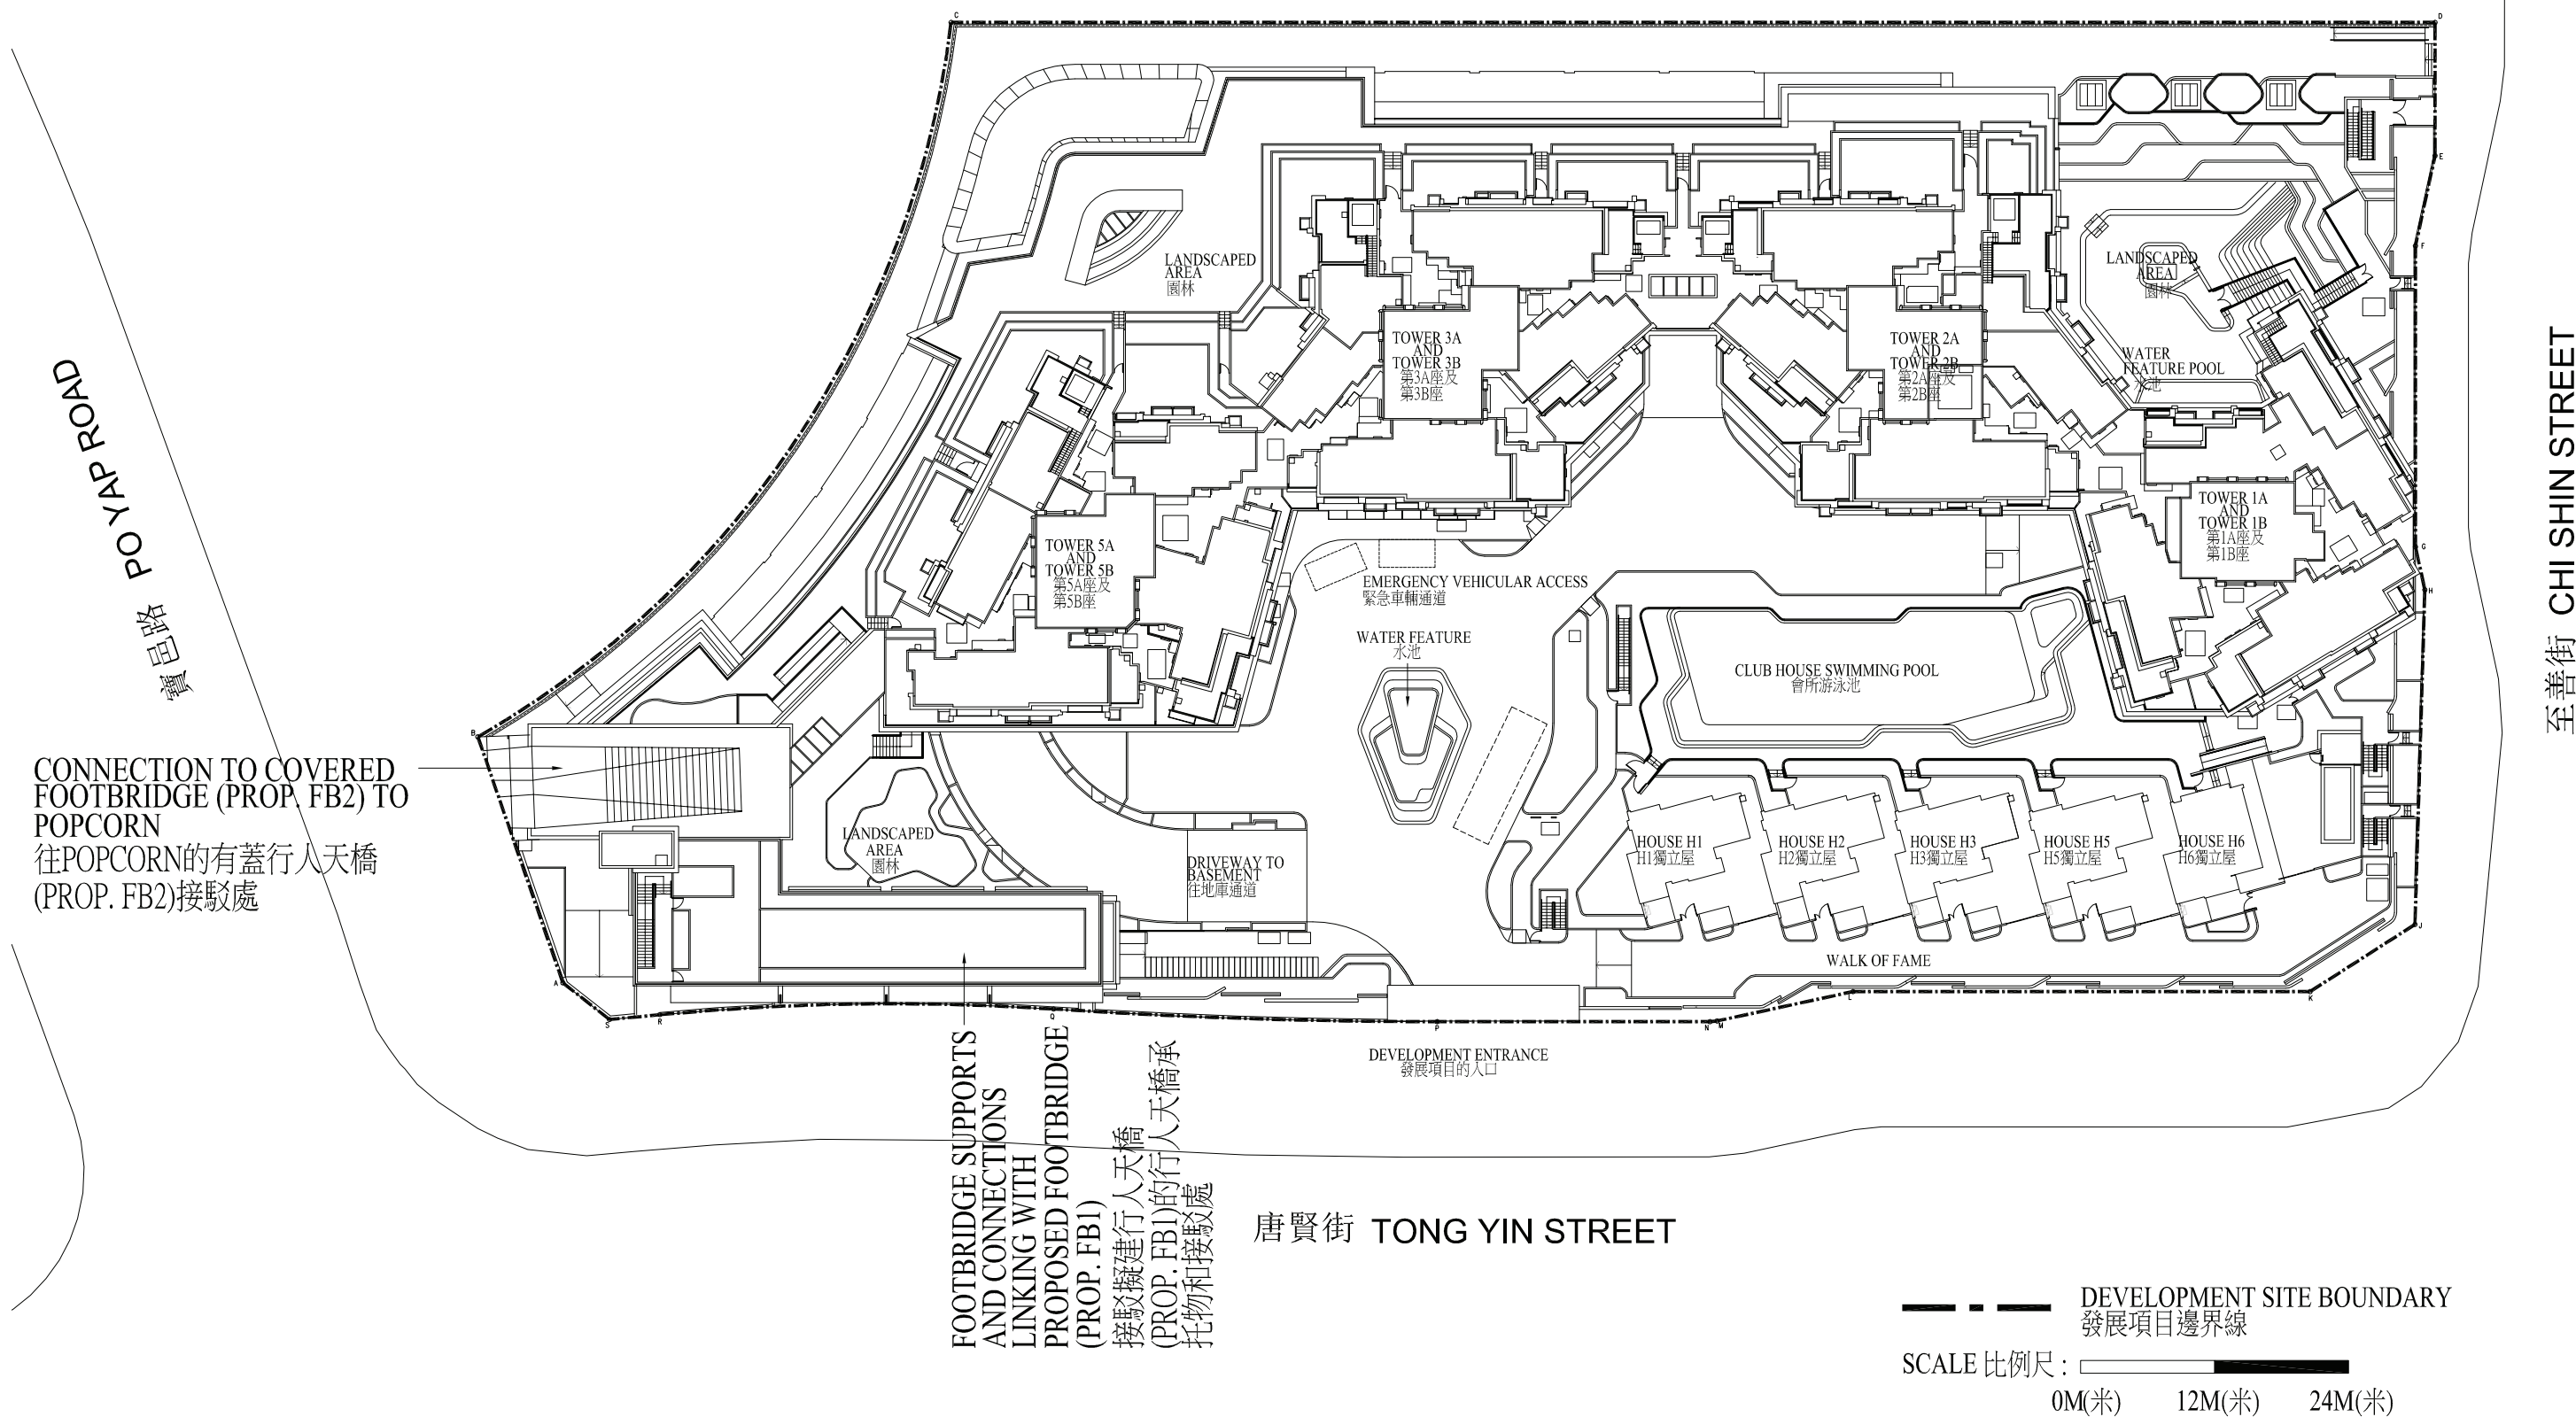 C
D
E
F
G
H
J
K
L
M
N
P
Q
R
S
A
B
寶邑路 PO YAP ROAD
至善街 CHI SHIN STREET
LANDSCAPED
AREA
園林
TOWER 3A
AND
TOWER 3B
第3A座及
第3B座
TOWER 2A
AND
TOWER 2B
第2A座及
第2B座
LANDSCAPED
AREA
園林
WATER
FEATURE POOL
水池
TOWER 1A
AND
TOWER 1B
第1A座及
第1B座
TOWER 5A
AND
TOWER 5B
第5A座及
第5B座
EMERGENCY VEHICULAR ACCESS
緊急車輛通道
WATER FEATURE
水池
CLUB HOUSE SWIMMING POOL
會所游泳池
CONNECTION TO COVERED
FOOTBRIDGE (PROP. FB2) TO
POPCORN
往POPCORN的有蓋行人天橋
(PROP. FB2)接駁處
LANDSCAPED
AREA
園林
DRIVEWAY TO
BASEMENT
往地庫通道
HOUSE H1
H1獨立屋
HOUSE H2
H2獨立屋
HOUSE H3
H3獨立屋
HOUSE H5
H5獨立屋
HOUSE H6
H6獨立屋
WALK OF FAME
DEVELOPMENT ENTRANCE
發展項目的入口
FOOTBRIDGE SUPPORTS
AND CONNECTIONS
LINKING WITH
PROPOSED FOOTBRIDGE
(PROP. FB1)
接駁擬建行人天橋
(PROP. FB1)的行人天橋承
托物和接駁處
唐賢街 TONG YIN STREET
DEVELOPMENT SITE BOUNDARY
發展項目邊界線
SCALE 比例尺 :
0M(米) 12M(米) 24M(米)